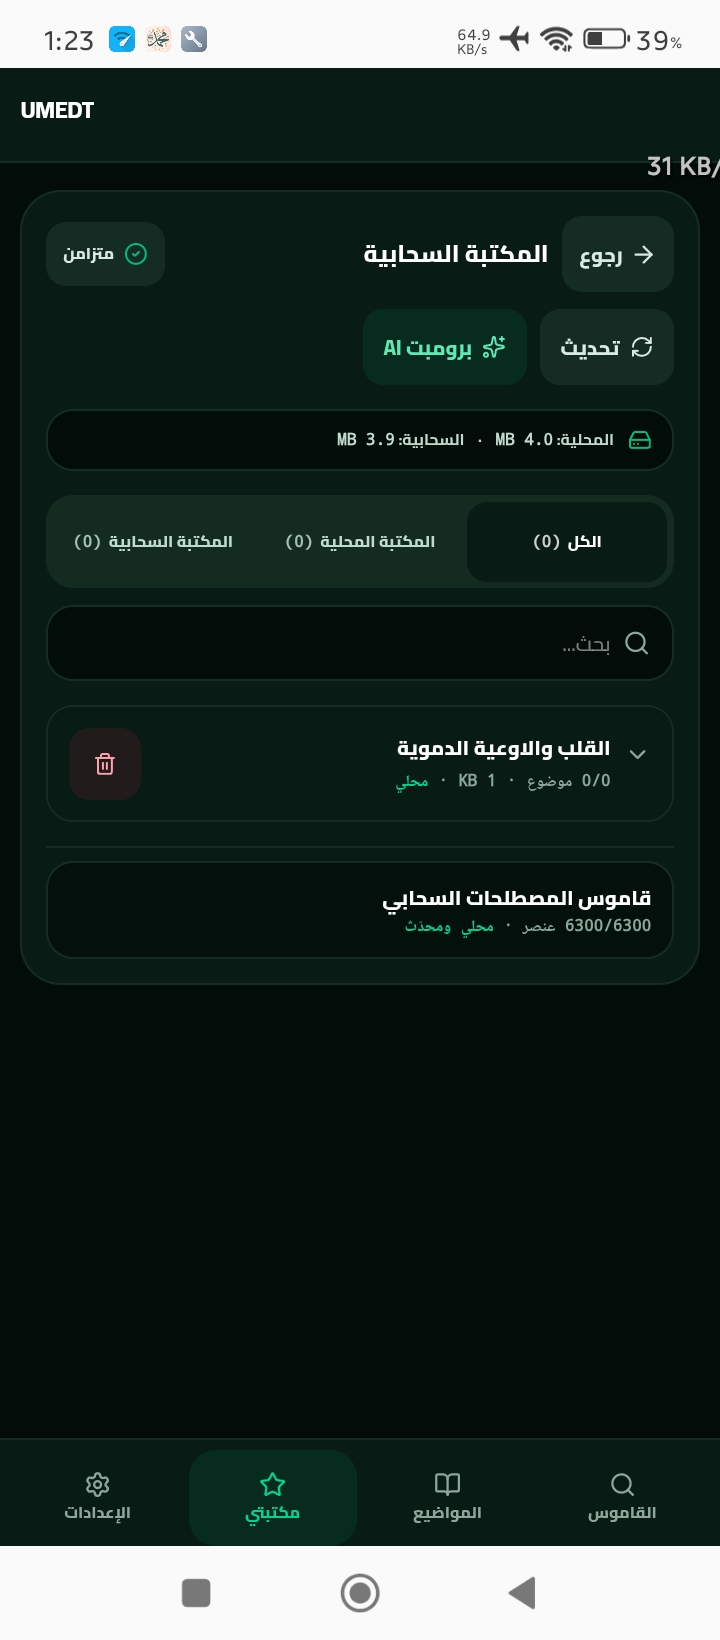 1:23
64.9 KB/s
39%
UMEDT
31 KB/
رجوع
المكتبة السحابية
متزامن
تحديث
برومبت AI
المحلية: 4.0 MB · السحابية: 3.9 MB
الكل (0)
المكتبة المحلية (0)
المكتبة السحابية (0)
بحث...
القلب والاوعية الدموية
0/0 موضوع · 1 KB · محلي
قاموس المصطلحات السحابي
6300/6300 عنصر · محلي ومحدّث
القاموس
المواضيع
مكتبتي
الإعدادات